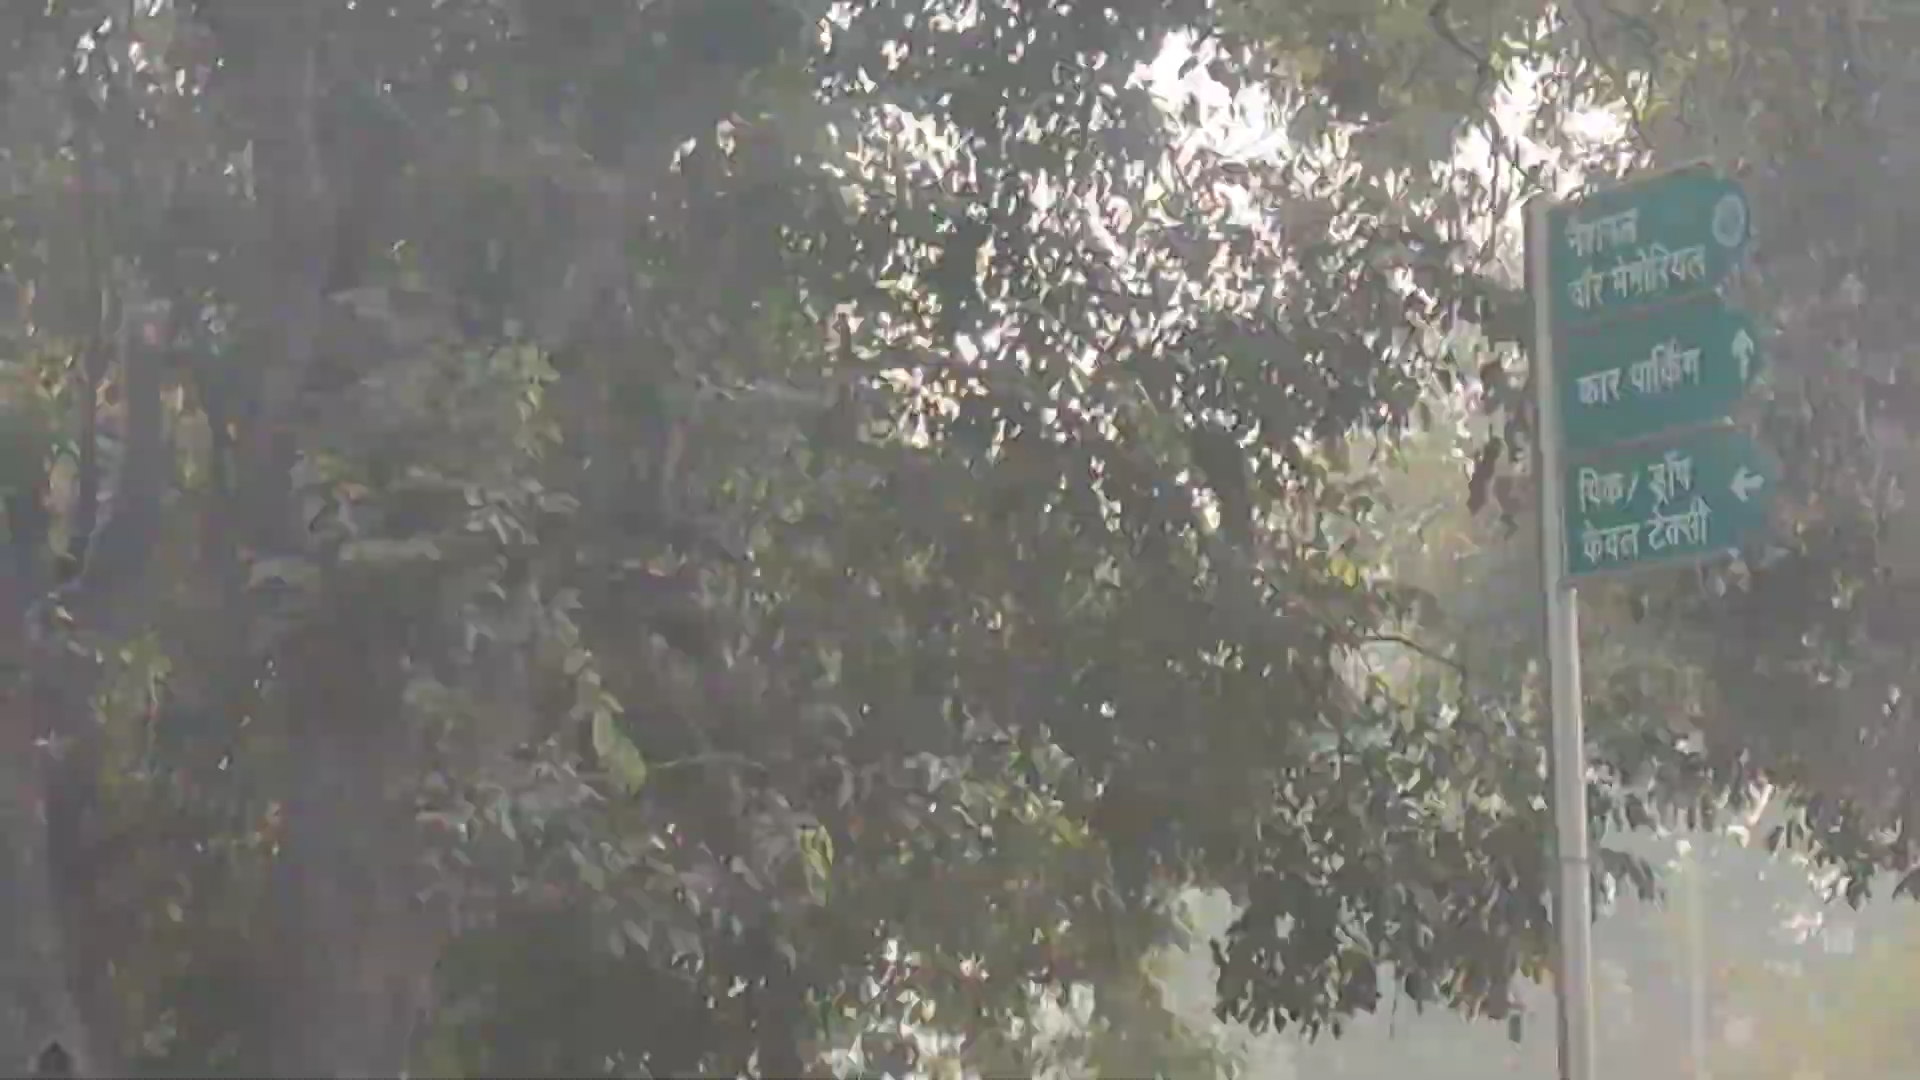 नेशनल
वॉर मेमोरियल
कार पार्किंग
पिक/ ड्रॉप
केवल टैक्सी